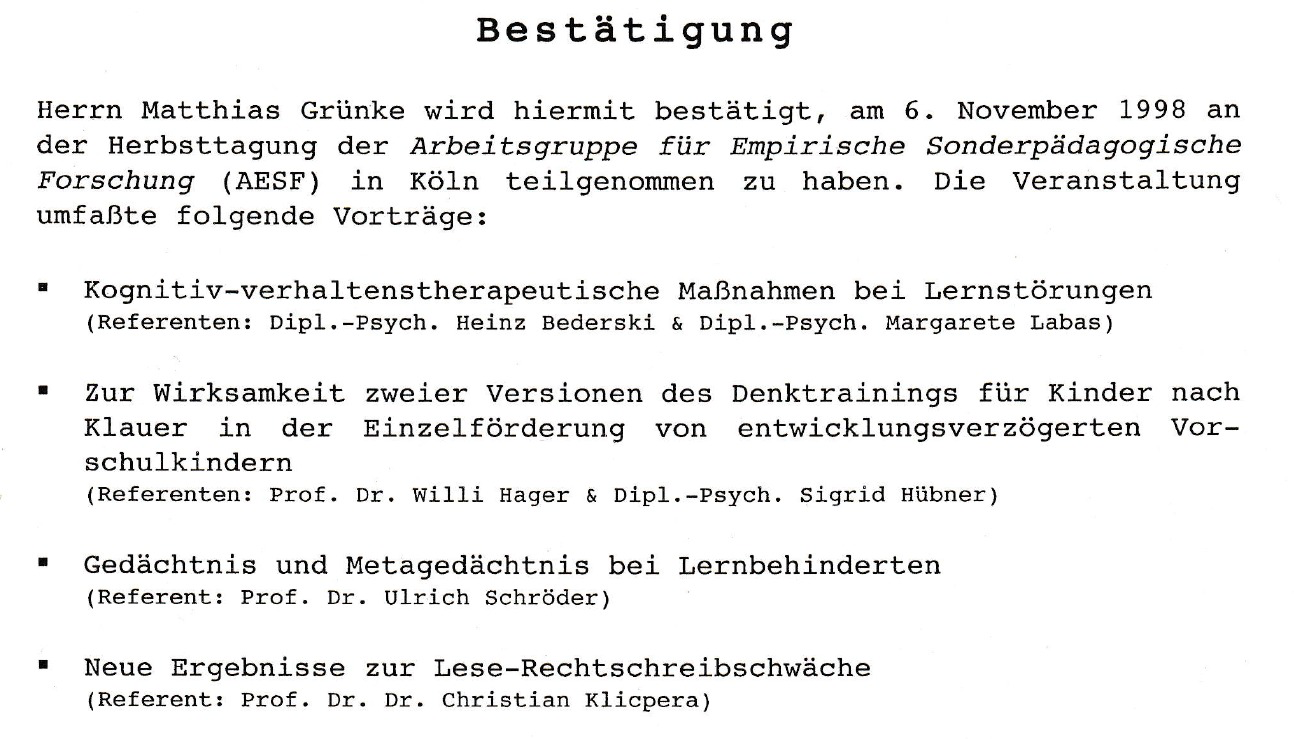 Bestätigung
Herrn Matthias Grünke wird hiermit bestätigt, am 6. November 1998 an
der Herbsttagung der Arbeitsgruppe für Empirische Sonderpädagogische
Forschung (AESF) in Köln teilgenommen zu haben. Die Veranstaltung
umfaßte folgende Vorträge:
▪ Kognitiv-verhaltenstherapeutische Maßnahmen bei Lernstörungen
(Referenten: Dipl.-Psych. Heinz Bederski & Dipl.-Psych. Margarete Labas)
▪ Zur Wirksamkeit zweier Versionen des Denktrainings für Kinder nach
Klauer in der Einzelförderung von entwicklungsverzögerten Vor-
schulkindern
(Referenten: Prof. Dr. Willi Hager & Dipl.-Psych. Sigrid Hübner)
▪ Gedächtnis und Metagedächtnis bei Lernbehinderten
(Referent: Prof. Dr. Ulrich Schröder)
▪ Neue Ergebnisse zur Lese-Rechtschreibschwäche
(Referent: Prof. Dr. Dr. Christian Klicpera)